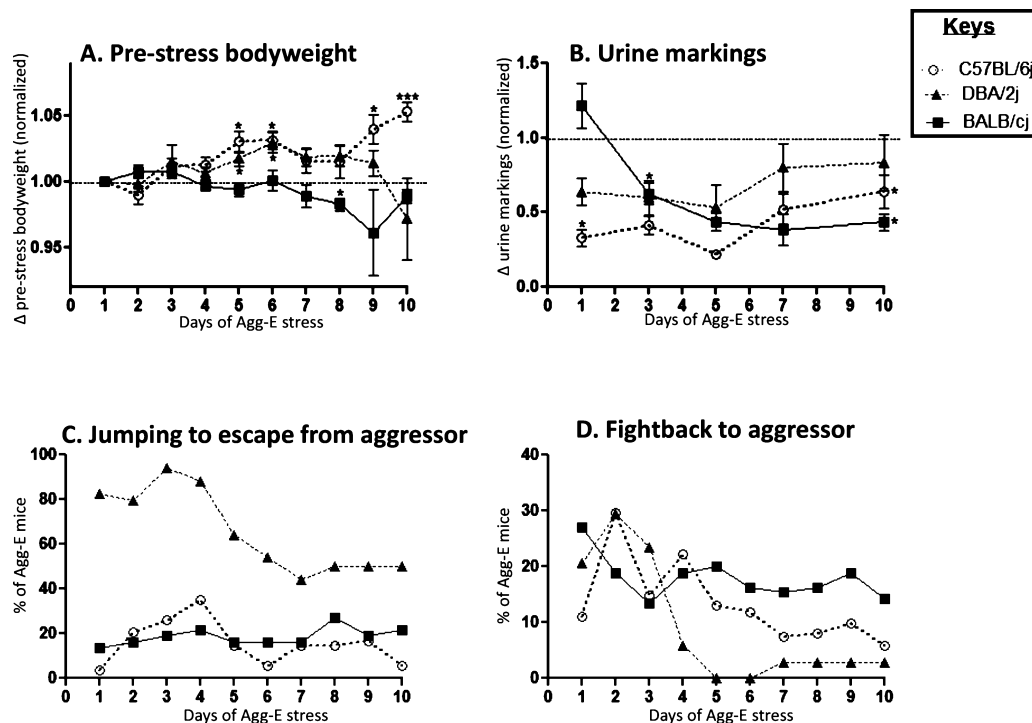 Keys
C57BL/6j
DBA/2j
BALB/cj
A. Pre-stress bodyweight
Δ pre-stress bodyweight (normalized)
1.05
1.00
0.95
* * * ***
* * *
0 1 2 3 4 5 6 7 8 9 10
Days of Agg-E stress
B. Urine markings
Δ urine markings (normalized)
1.5
1.0
0.5
0.0
* * * *
0 1 2 3 4 5 6 7 8 9 10
Days of Agg-E stress
C. Jumping to escape from aggressor
% of Agg-E mice
100
80
60
40
20
0
0 1 2 3 4 5 6 7 8 9 10
Days of Agg-E stress
D. Fightback to aggressor
% of Agg-E mice
40
30
20
10
0
0 1 2 3 4 5 6 7 8 9 10
Days of Agg-E stress